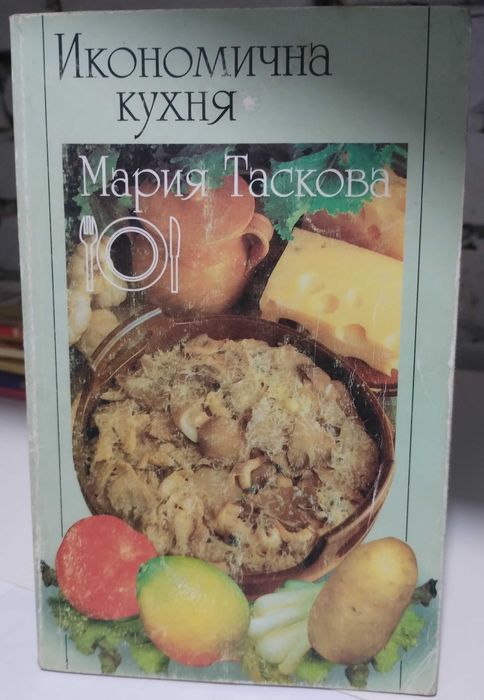 Икономична
кухня
Мария Таскова